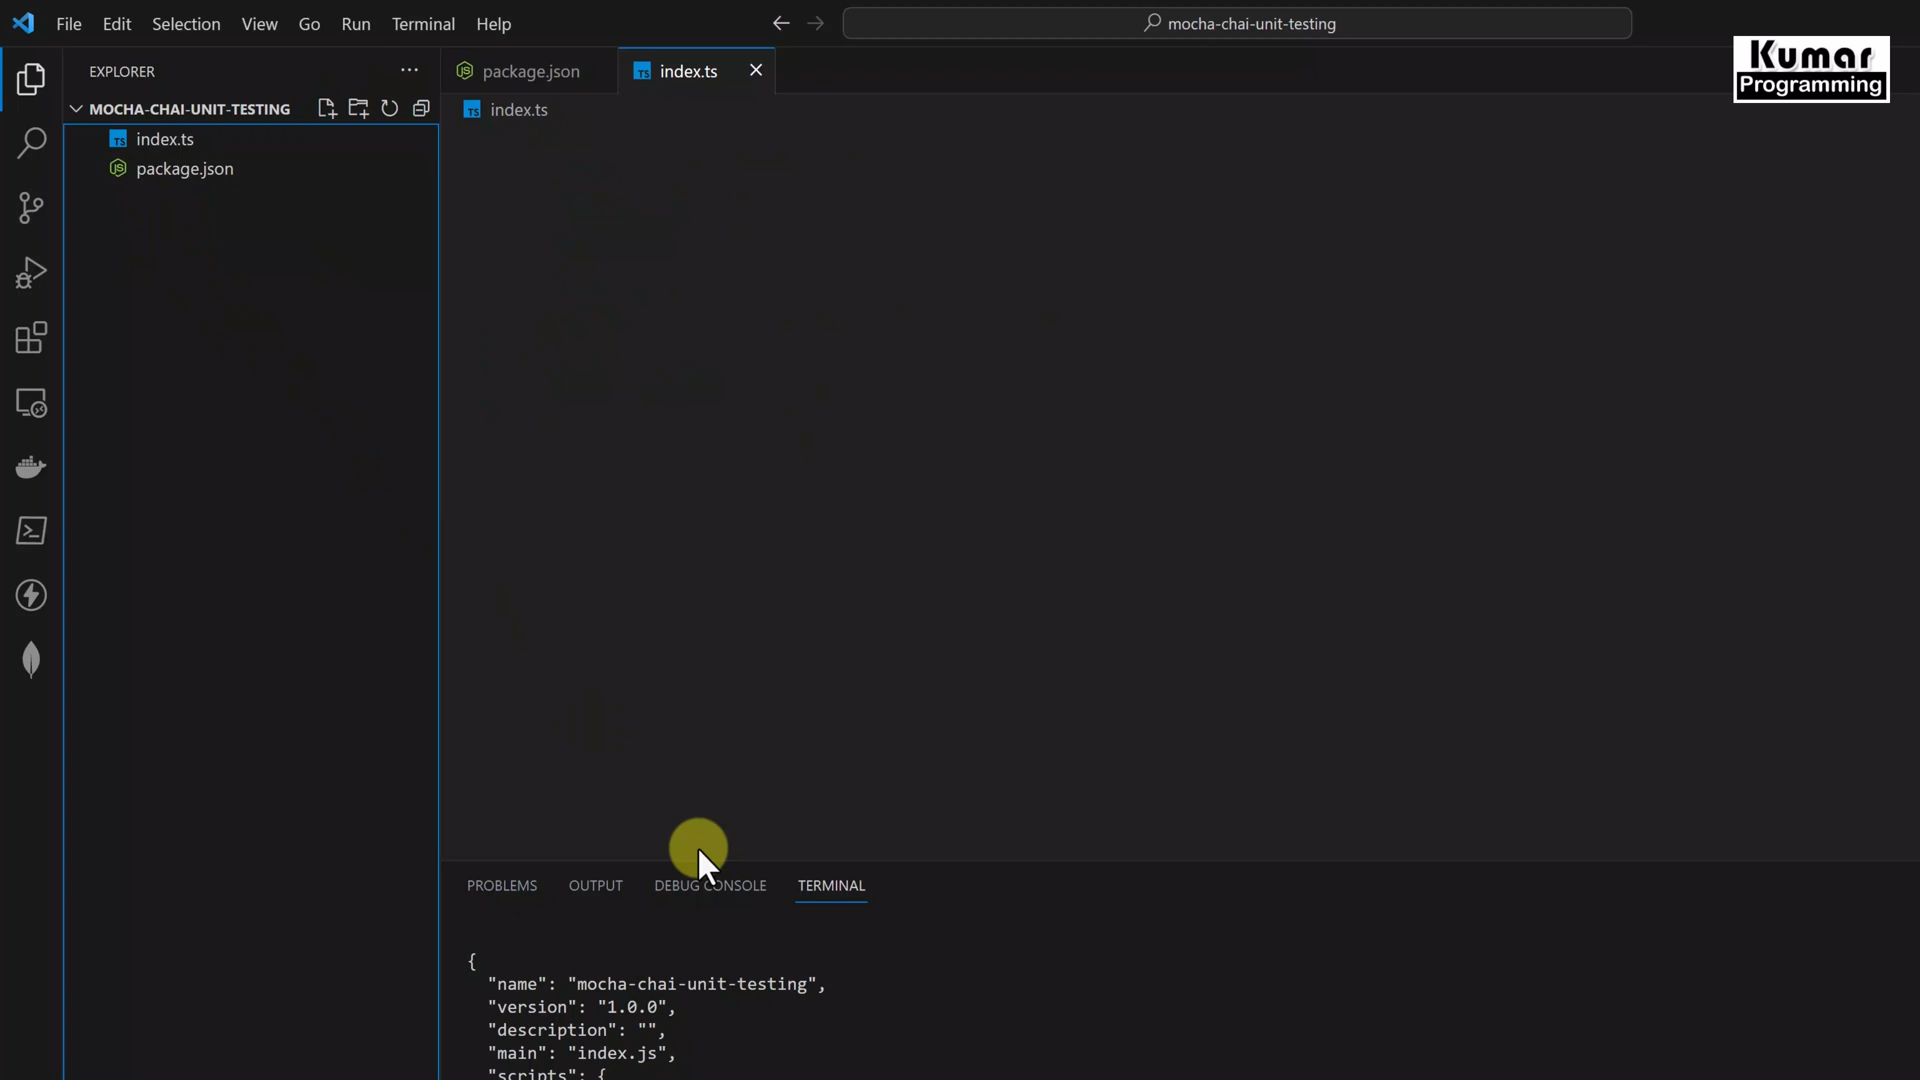 File Edit Selection View Go Run Terminal Help
mocha-chai-unit-testing
Kumar
Programming
EXPLORER
package.json
index.ts
MOCHA-CHAI-UNIT-TESTING
index.ts
index.ts
package.json
PROBLEMS OUTPUT DEBUG CONSOLE TERMINAL
{
"name": "mocha-chai-unit-testing",
"version": "1.0.0",
"description": "",
"main": "index.js",
"scripts": {